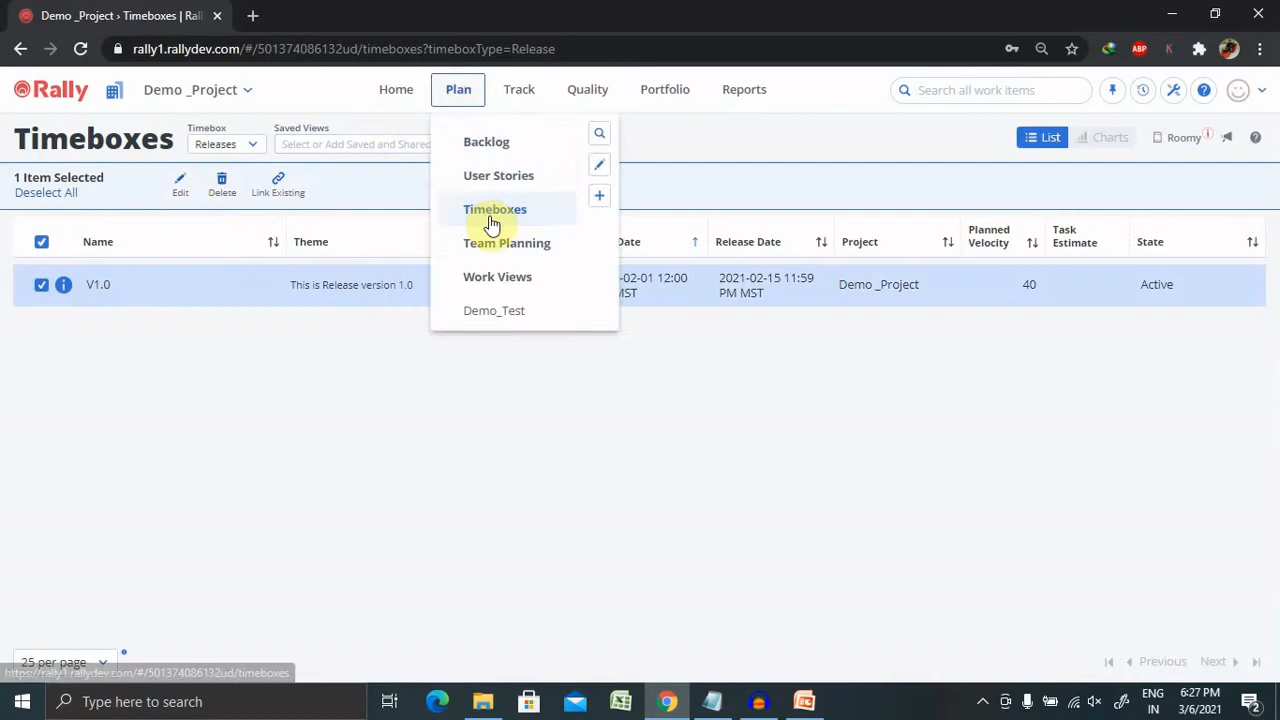 Demo _Project › Timeboxes | Ral
rally1.rallydev.com/#/501374086132ud/timeboxes?timeboxType=Release
ABP
K
Rally
Demo _Project
Home
Plan
Track
Quality
Portfolio
Reports
Search all work items
Timeboxes
Timebox
Releases
Saved Views
Select or Add Saved and Shared
List
Charts
Roomy
1 Item Selected
Deselect All
Edit
Delete
Link Existing
Backlog
User Stories
Timeboxes
Team Planning
Work Views
Demo_Test
Name
Theme
Date
Release Date
Project
Planned Velocity
Task Estimate
State
V1.0
This is Release version 1.0
-02-01 12:00
MST
2021-02-15 11:59
PM MST
Demo _Project
40
Active
25 per page
Previous
Next
https://rally1.rallydev.com/#/501374086132ud/timeboxes
Type here to search
ENG
IN
6:27 PM
3/6/2021
2